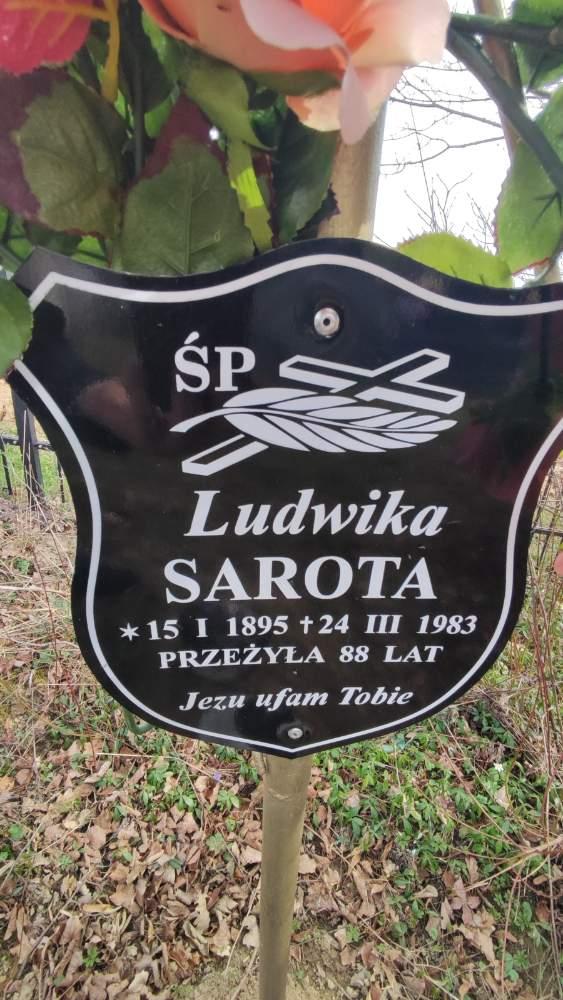 ŚP
Ludwika
SAROTA
* 15 I 1895 † 24 III 1983
PRZEŻYŁA 88 LAT
Jezu ufam Tobie